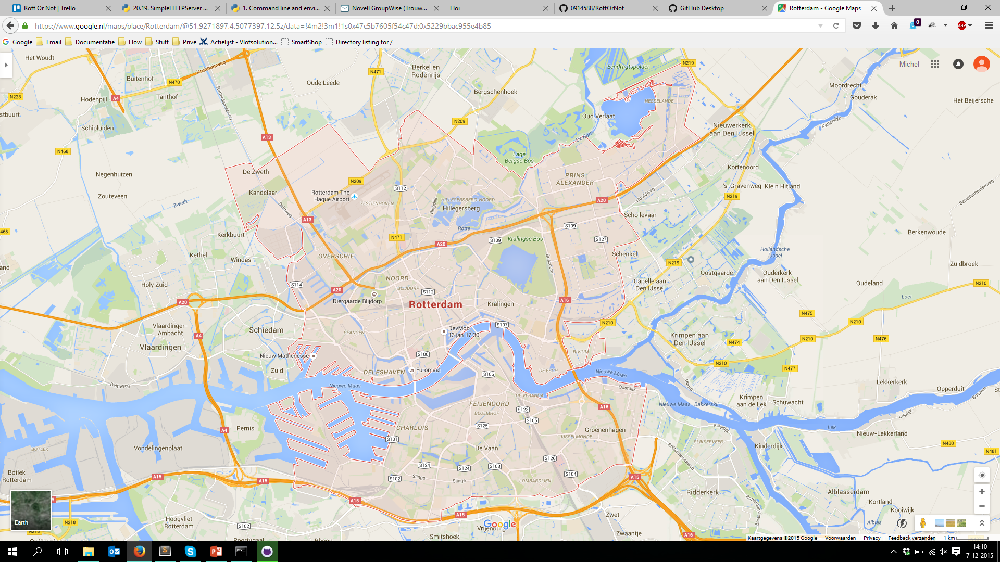 Rott Or Not | Trello
20.19. SimpleHTTPServer ...
1. Command line and envi...
Novell GroupWise (Trouw...
Hoi
0914588/RottOrNot
GitHub Desktop
Rotterdam - Google Maps
https://www.google.nl/maps/place/Rotterdam/@51.9271897,4.5077397,12.5z/data=!4m2!3m1!1s0x47c5b7605f54c47d:0x5229bbac955e4b85
0
ABP
Google
Email
Documentatie
Flow
Stuff
Prive
Actielijst - Vlotsolution...
SmartShop
Directory listing for /
Het Woudt
Kruithuisweg
N470
Buitenhof
Tanthof
N223
A4
Hodenpijl
stbuurt
Schipluiden
Rotterdamseweg
N471
Oude Leede
Berkel en
Rodenrijs
Bergschenhoek
Eendragtspolder
N219
Michel
Moordrecht
Gouderak
Het Beijersche
NESSELANDE
Oud Verlaat
Nieuwerkerk
aan Den IJssel
Kattendyk
N209
A13
De Rotte
N468
Lage
Bergse Bos
Negenhuizen
De Zweth
Kortenoord
PRINS
ALEXANDER
N209
S112
's-Gravenweg
Klein Hitland
Zouteveen
Kandelaar
Rotterdam The
Hague Airport
ZESTIENHOVEN
HILLEGERSBERG-NOORD
Hillegersberg
Ringdijk
Hoofdweg
A20
N219
Benedenheulseweg
Zweth
Delftweg
A13
Schollevaar
Rotte
468
Kerkbuurt
N471
A20
S109
S109
Kralingse Bos
S127
Berkenwoude
Kethel
Windas
OVERSCHIE
Boszoom
Schenkel
Hollandsche
IJssel
and
N219
Zuidbroek
Oostgaarde
Ouderkerk
aan Den IJssel
NOORD
BLIJDORP
Holy Zuid
S114
A20
S112
Capelle aan
Den IJssel
Oudeland
N210
A20
Diergaarde Blijdorp
Rotterdam
Kralingen
A16
Loet
N475
Vlaardinger-
Ambacht
Schiedam
SPANGEN
DevMob
13 jan 17:30
S107
N210
N210
Krimpen aan
Den IJssel
A4
Vlaardingen
N474
N210
N476
Nieuw Mathenesse
S100
RIVIUM
N210
Zuid
DELFSHAVEN
Euromast
S106
DE ESCH
Nieuwe Maas
N477
Deltaweg
Nieuwe Maas
Oostdijk
Noord
Lekkerkerk
Opperduit
St
Boezem
DE VERANDA
FEIJENOORD
BLOEMHOF
S123
A16
Nieuwe Maas
Bakkerskil
Krimpen
aan de Lek
Schuwacht
Lekdijk
S105
Pernis
A4
CHARLOIS
S125
Groenenhagen
IJSSELMONDE
Ringdijk
Lek
Nieuw-Lekkerland
BOTLEK
Vondelingenplaat
S101
De Vaan
SLIKKERVEER
Kinderdijk
N480
N481
S124
S124
S103
S126
Rotterdamseweg
Botlek
Rotterdam
A15
A15
S102
Slinge
Slinge
LOMBARDIJEN
S104
A15
Ridderkerk
Alblasserdam
A15
Kortland
Kooiwijk
Earth
N218
Hoogvliet
Rotterdam
S102
A15
Zwet
Alblas
Google
Vrijenburg
N218
Smitshoek
Zwaantje
A16
Poortugaal
Rhoon
Kaartgegevens ©2015 Google
Voorwaarden
Privacy
Feedback verzenden
1 km
14:10
7-12-2015